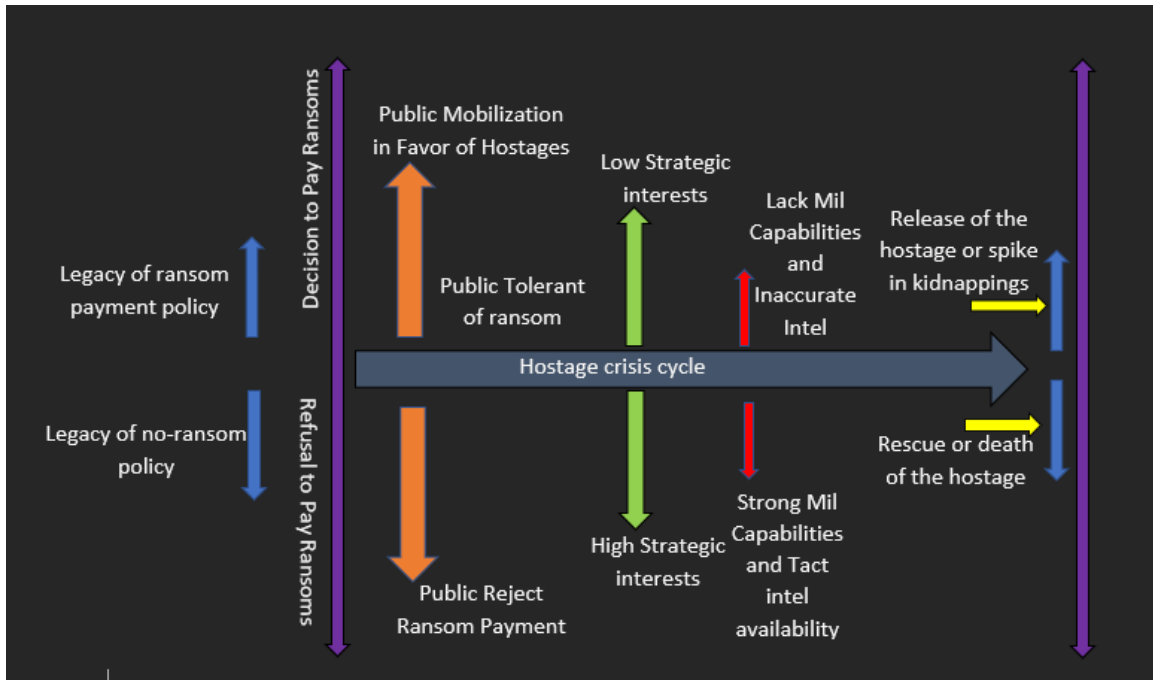 Decision to Pay Ransoms
Refusal to Pay Ransoms
Legacy of ransom
payment policy
Legacy of no-ransom
policy
Public Mobilization
in Favor of Hostages
Public Tolerant
of ransom
Low Strategic
interests
Lack Mil
Capabilities
and
Inaccurate
Intel
Release of the
hostage or spike
in kidnappings
Hostage crisis cycle
Public Reject
Ransom Payment
High Strategic
interests
Strong Mil
Capabilities
and Tact
intel
availability
Rescue or death
of the hostage